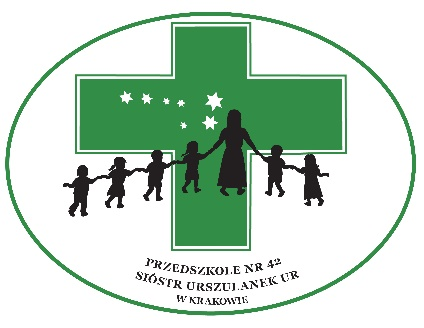 PRZEDSZKOLE NR 42
SIÓSTR URSZULANEK UR
W KRAKOWIE